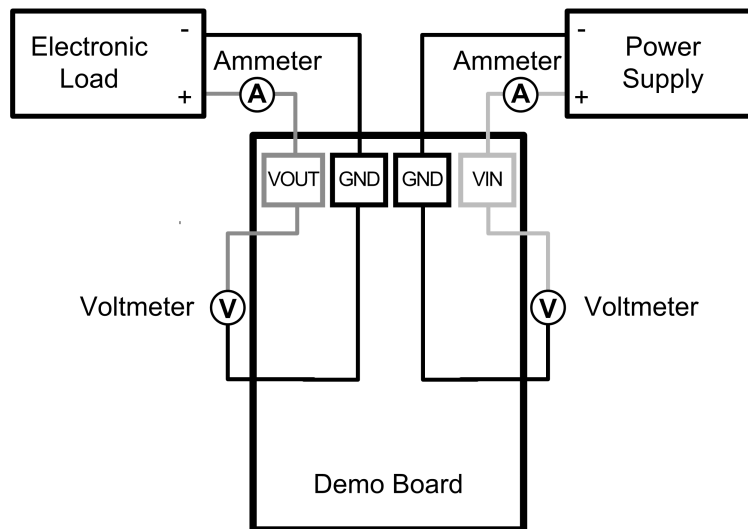 Electronic
Load
-
+
Ammeter
A
Ammeter
A
-
+
Power
Supply
VOUT
GND
GND
VIN
Voltmeter
V
V
Voltmeter
Demo Board